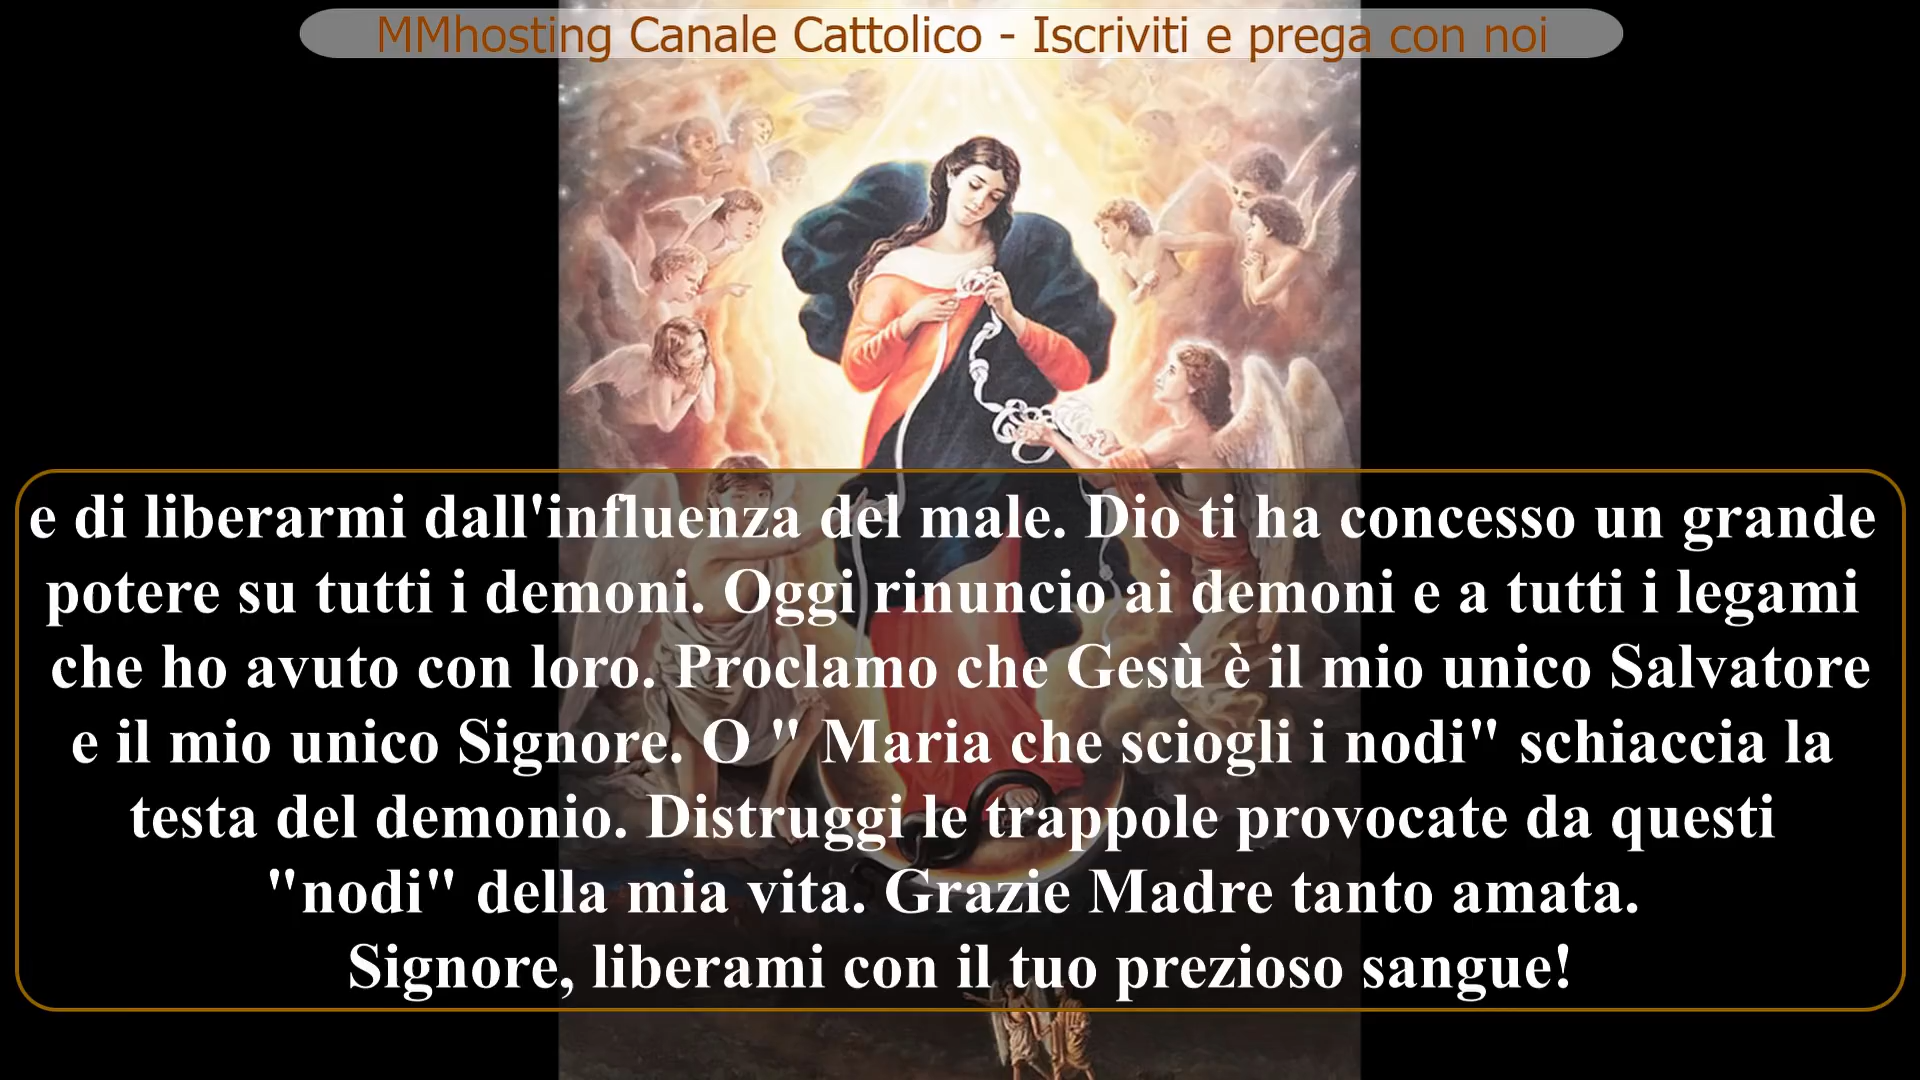 MMhosting Canale Cattolico - Iscriviti e prega con noi
e di liberarmi dall'influenza del male. Dio ti ha concesso un grande
potere su tutti i demoni. Oggi rinuncio ai demoni e a tutti i legami
che ho avuto con loro. Proclamo che Gesù è il mio unico Salvatore
e il mio unico Signore. O " Maria che sciogli i nodi" schiaccia la
testa del demonio. Distruggi le trappole provocate da questi
"nodi" della mia vita. Grazie Madre tanto amata.
Signore, liberami con il tuo prezioso sangue!